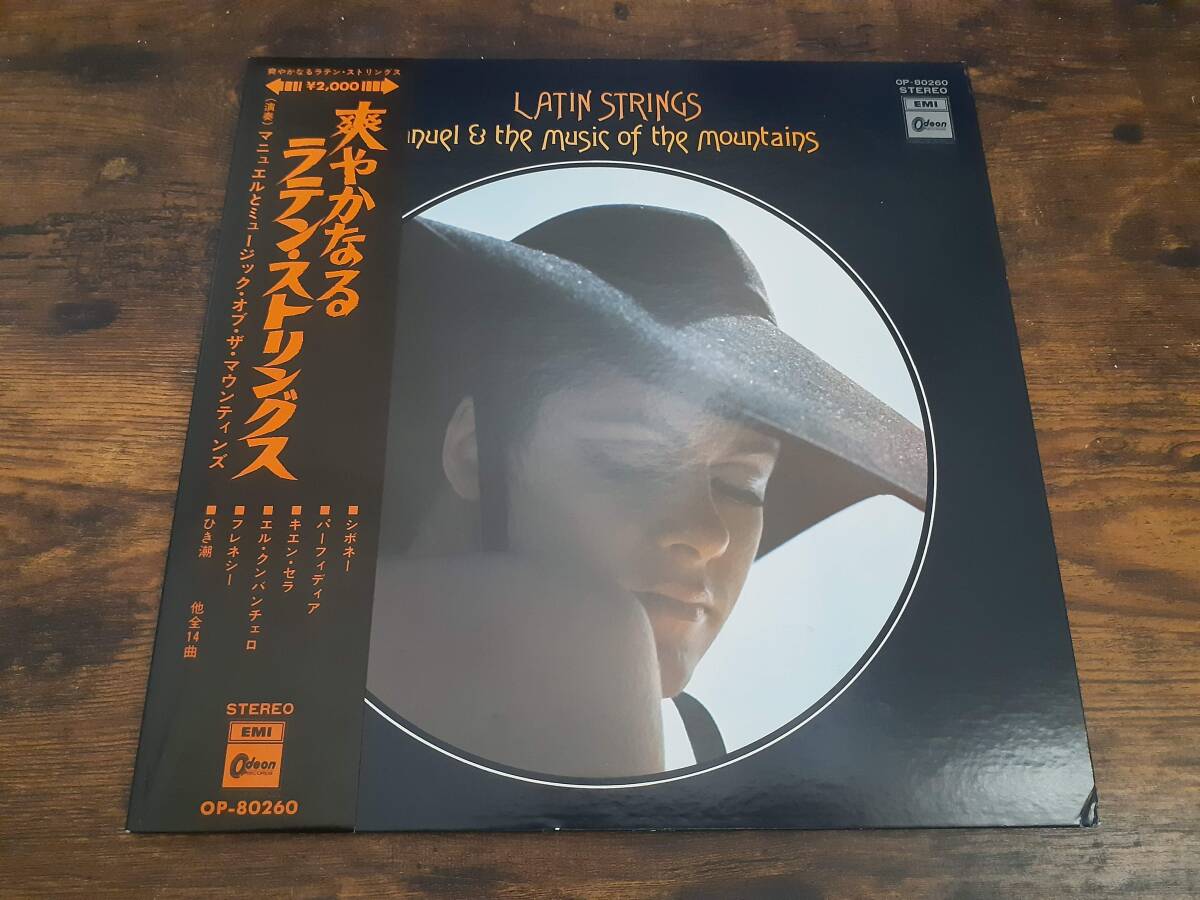 爽やかなるラテン・ストリングス
¥2,000
爽やかなる
ラテン・ストリングス
(演奏)マニュエルとミュージック・オブ・ザ・マウンティンズ
■シボネー
■パーフィディア
■キエン・セラ
■エル・クンバンチェロ
■フレネシー
■ひき潮
他全14曲
STEREO
EMI
Odeon
RECORDS
OP-80260
LATIN STRINGS
nuel & the music of the mountains
OP-80260
STEREO
EMI
Odeon
RECORDS